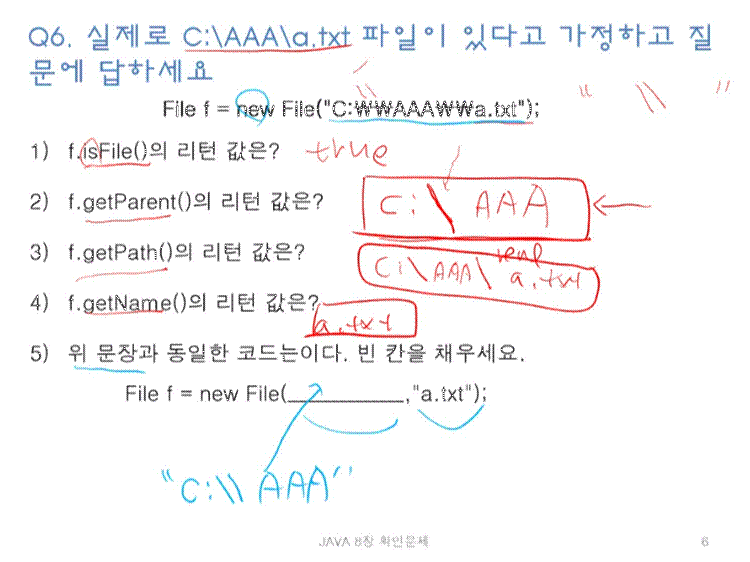 Q6. 실제로 C:\AAA\a.txt 파일이 있다고 가정하고 질
문에 답하세요
\\
File f = new File("C:₩₩AAA₩₩a.txt");
" \\ "
1) f.isFile()의 리턴 값은? true
2) f.getParent()의 리턴 값은? C:\AAA
3) f.getPath()의 리턴 값은? C:\AAA\a.txt
4) f.getName()의 리턴 값은? a.txt
5) 위 문장과 동일한 코드는이다. 빈 칸을 채우세요.
File f = new File(____________,"a.txt");
"C:\\AAA"
JAVA 8장 확인문제
6